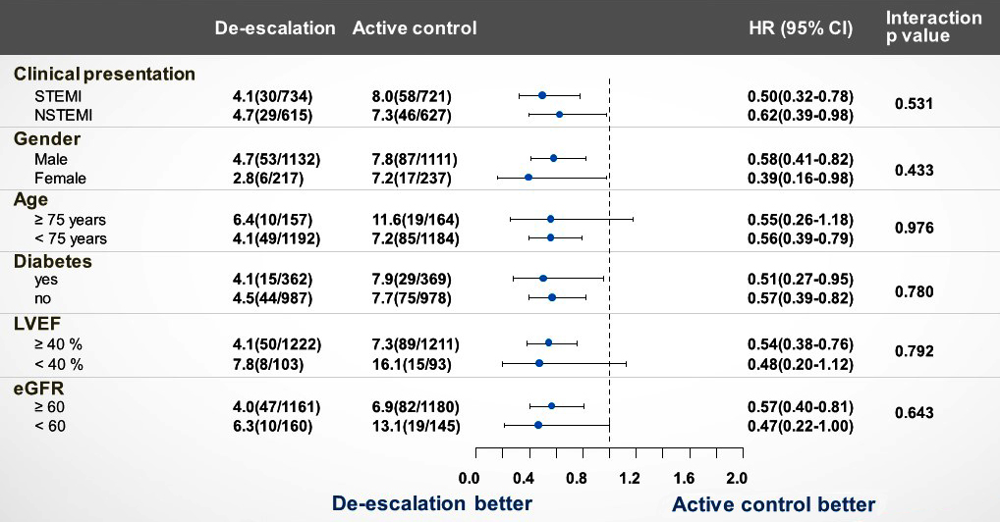 De-escalation Active control HR (95% CI) Interaction p value
Clinical presentation
STEMI 4.1(30/734) 8.0(58/721) 0.50(0.32-0.78)
0.531
NSTEMI 4.7(29/615) 7.3(46/627) 0.62(0.39-0.98)
Gender
Male 4.7(53/1132) 7.8(87/1111) 0.58(0.41-0.82)
0.433
Female 2.8(6/217) 7.2(17/237) 0.39(0.16-0.98)
Age
≥ 75 years 6.4(10/157) 11.6(19/164) 0.55(0.26-1.18)
0.976
< 75 years 4.1(49/1192) 7.2(85/1184) 0.56(0.39-0.79)
Diabetes
yes 4.1(15/362) 7.9(29/369) 0.51(0.27-0.95)
0.780
no 4.5(44/987) 7.7(75/978) 0.57(0.39-0.82)
LVEF
≥ 40 % 4.1(50/1222) 7.3(89/1211) 0.54(0.38-0.76)
0.792
< 40 % 7.8(8/103) 16.1(15/93) 0.48(0.20-1.12)
eGFR
≥ 60 4.0(47/1161) 6.9(82/1180) 0.57(0.40-0.81)
0.643
< 60 6.3(10/160) 13.1(19/145) 0.47(0.22-1.00)
0.0 0.4 0.8 1.2 1.6 2.0
De-escalation better Active control better